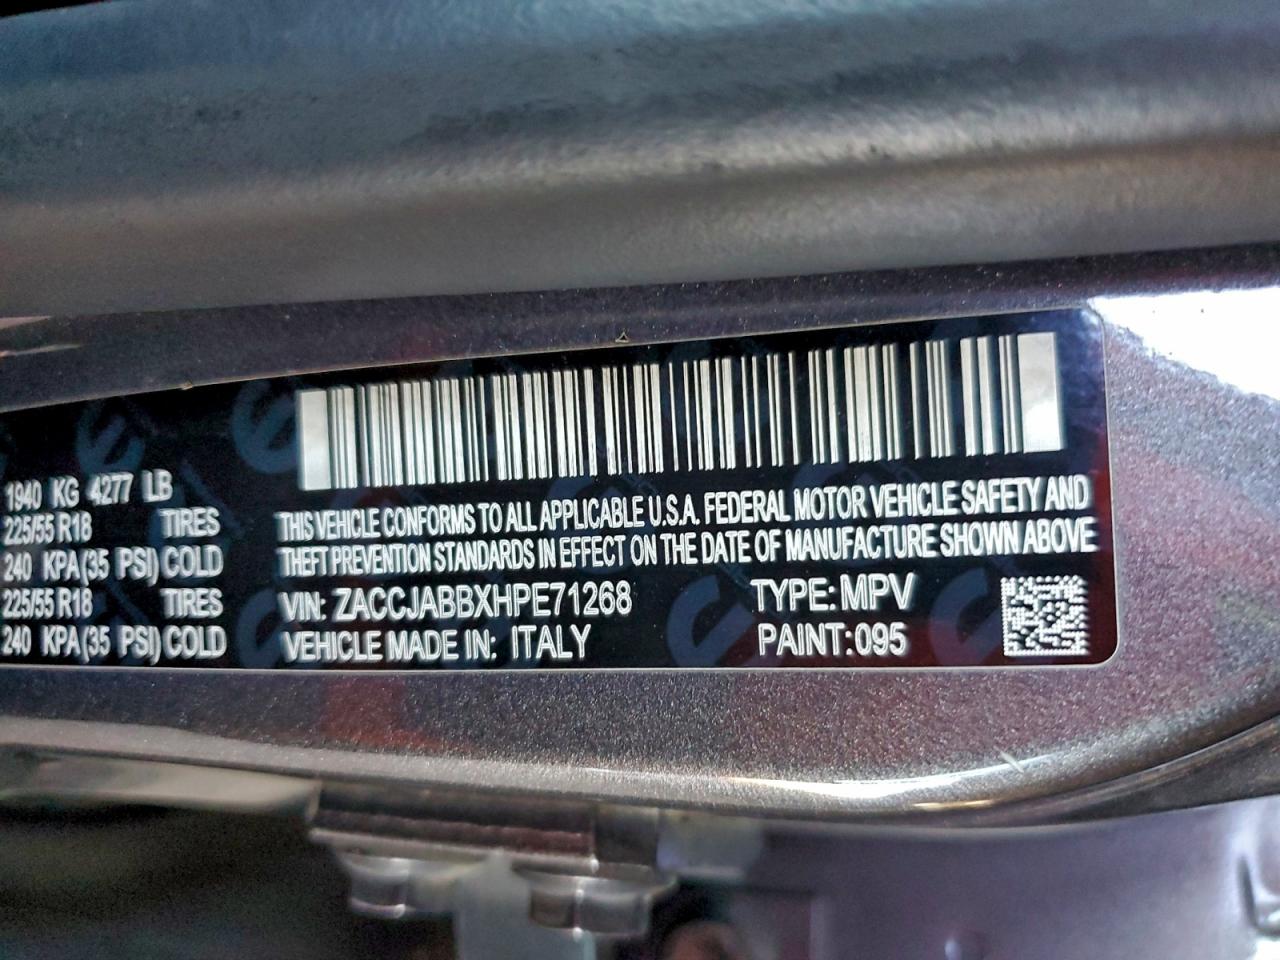 1940 KG 4277 LB
225/55 R18 TIRES
240 KPA(35 PSI) COLD
225/55 R18 TIRES
240 KPA(35 PSI) COLD
THIS VEHICLE CONFORMS TO ALL APPLICABLE U.S.A. FEDERAL MOTOR VEHICLE SAFETY AND
THEFT PREVENTION STANDARDS IN EFFECT ON THE DATE OF MANUFACTURE SHOWN ABOVE
VIN: ZACCJABBXHPE71268 TYPE: MPV
VEHICLE MADE IN: ITALY PAINT:095